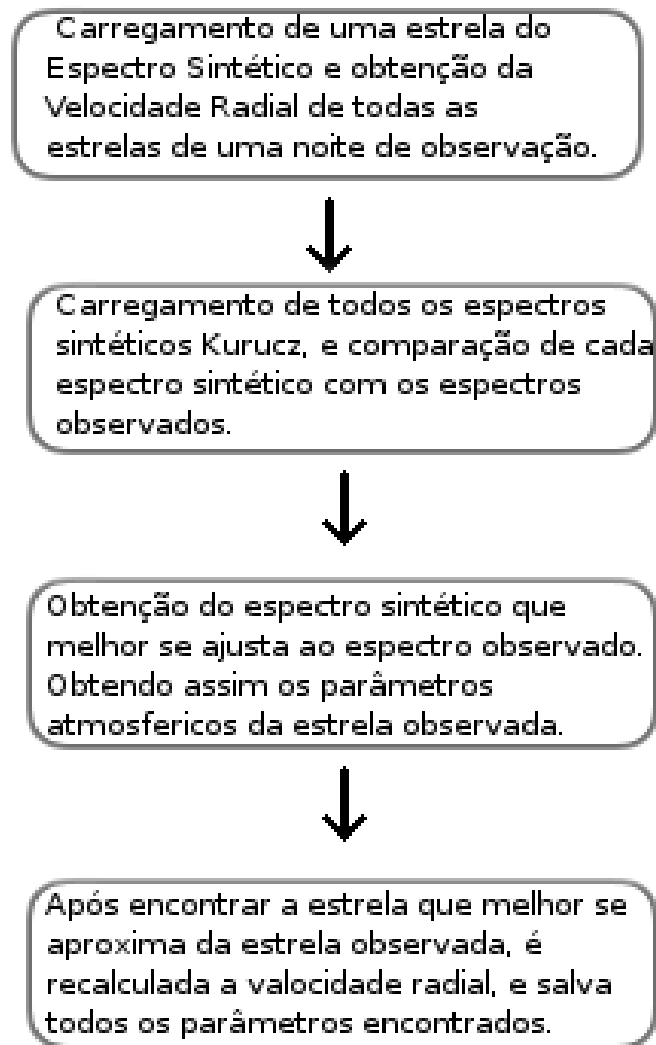 Carregamento de uma estrela do
Espectro Sintético e obtenção da
Velocidade Radial de todas as
estrelas de uma noite de observação.
Carregamento de todos os espectros
sintéticos Kurucz, e comparação de cada
espectro sintético com os espectros
observados.
Obtenção do espectro sintético que
melhor se ajusta ao espectro observado.
Obtendo assim os parâmetros
atmosfericos da estrela observada.
Após encontrar a estrela que melhor se
aproxima da estrela observada, é
recalculada a valocidade radial, e salva
todos os parâmetros encontrados.